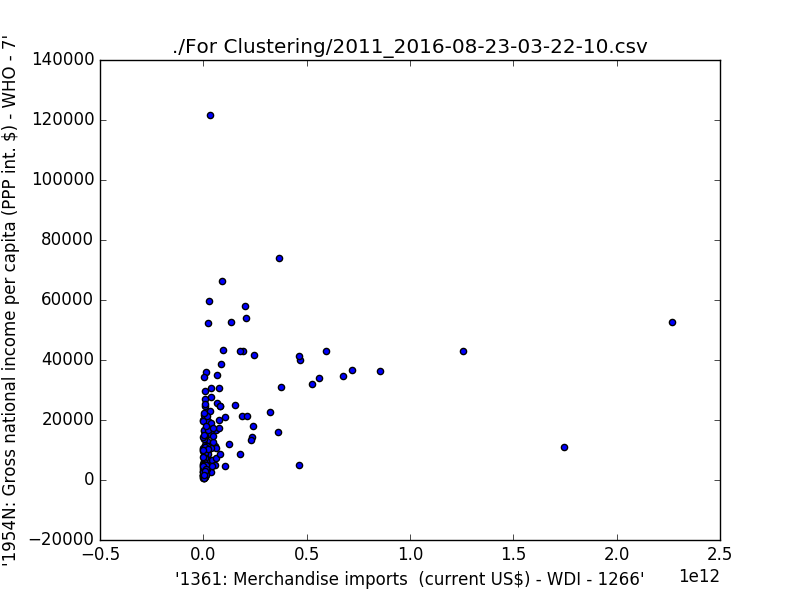 ./For Clustering/2011_2016-08-23-03-22-10.csv
'1954N: Gross national income per capita (PPP int. $) - WHO - 7'
140000
120000
100000
80000
60000
40000
20000
0
−20000
−0.5 0.0 0.5 1.0 1.5 2.0 2.5
1e12
'1361: Merchandise imports  (current US$) - WDI - 1266'